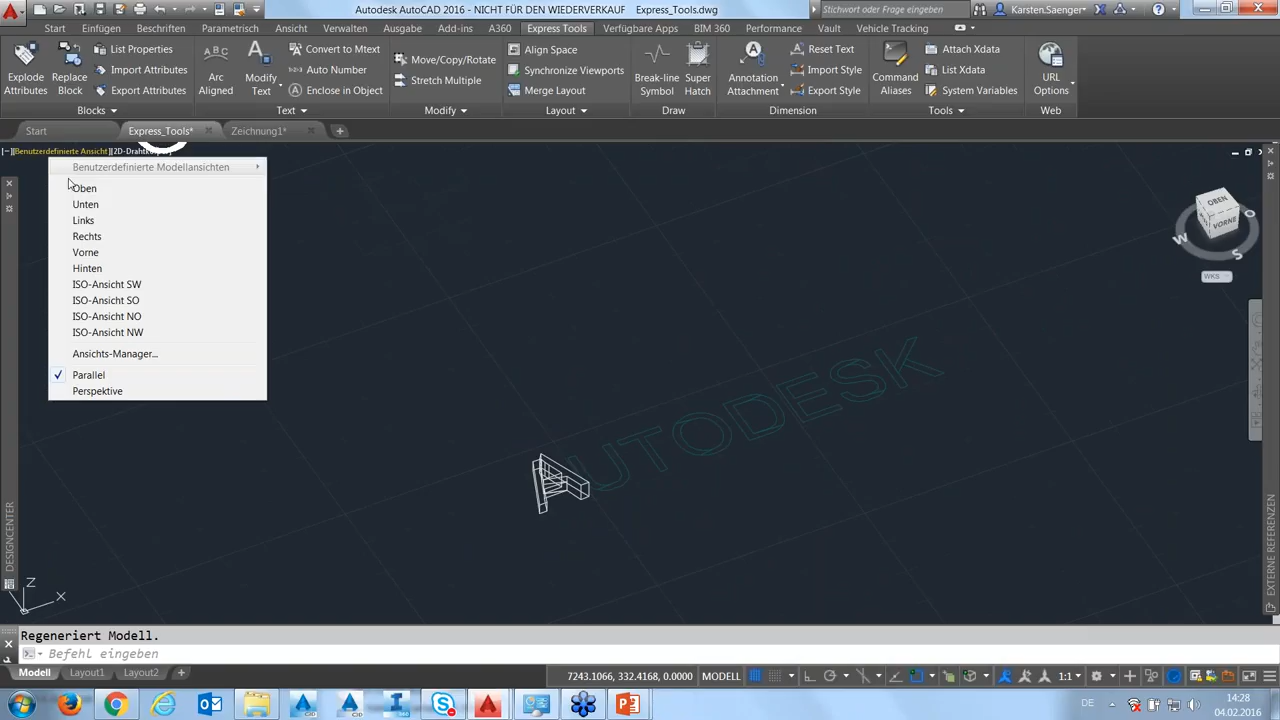 Autodesk AutoCAD 2016 - NICHT FÜR DEN WIEDERVERKAUF Express_Tools.dwg
Stichwort oder Frage eingeben
Karsten.Saenger
Start Einfügen Beschriften Parametrisch Ansicht Verwalten Ausgabe Add-ins A360 Express Tools Verfügbare Apps BIM 360 Performance Vault Vehicle Tracking
Explode Attributes
Replace Block
List Properties
Import Attributes
Export Attributes
Blocks
ABC
Arc Aligned
Modify Text
Convert to Mtext
Auto Number
Enclose in Object
Text
Move/Copy/Rotate
Stretch Multiple
Modify
Align Space
Synchronize Viewports
Merge Layout
Layout
Break-line Symbol
Super Hatch
Draw
Annotation Attachment
Reset Text
Import Style
Export Style
Dimension
Command Aliases
Attach Xdata
List Xdata
System Variables
Tools
URL Options
Web
Start Express_Tools* Zeichnung1*
[−][Benutzerdefinierte Ansicht]
Benutzerdefinierte Modellansichten
Oben
Unten
Links
Rechts
Vorne
Hinten
ISO-Ansicht SW
ISO-Ansicht SO
ISO-Ansicht NO
ISO-Ansicht NW
Ansichts-Manager...
Parallel
Perspektive
OBEN
VORNE
W
S
O
WKS
AUTODESK
DESIGNCENTER
EXTERNE REFERENZEN
Z
X
Regeneriert Modell.
Befehl eingeben
Modell Layout1 Layout2
7243.1066, 332.4168, 0.0000 MODELL
1:1
C3D
C3D
DE
14:28
04.02.2016